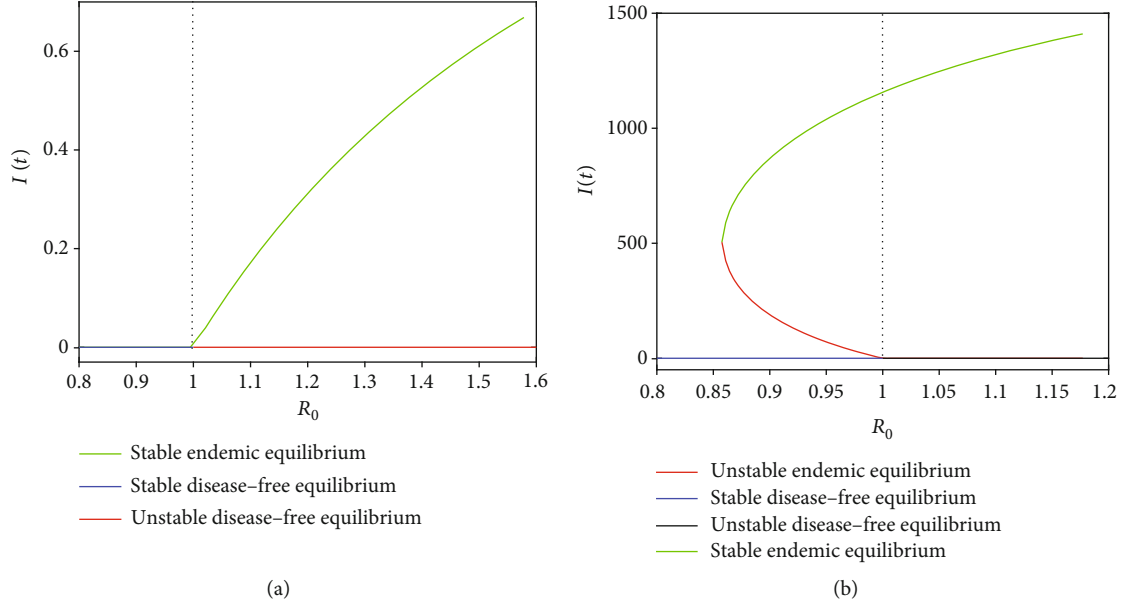 0.6
0.4
0.2
0
I (t)
0.8 0.9 1 1.1 1.2 1.3 1.4 1.5 1.6
R0
Stable endemic equilibrium
Stable disease–free equilibrium
Unstable disease–free equilibrium
(a)
1500
1000
500
0
I(t)
0.8 0.85 0.9 0.95 1 1.05 1.1 1.15 1.2
R0
Unstable endemic equilibrium
Stable disease–free equilibrium
Unstable disease–free equilibrium
Stable endemic equilibrium
(b)